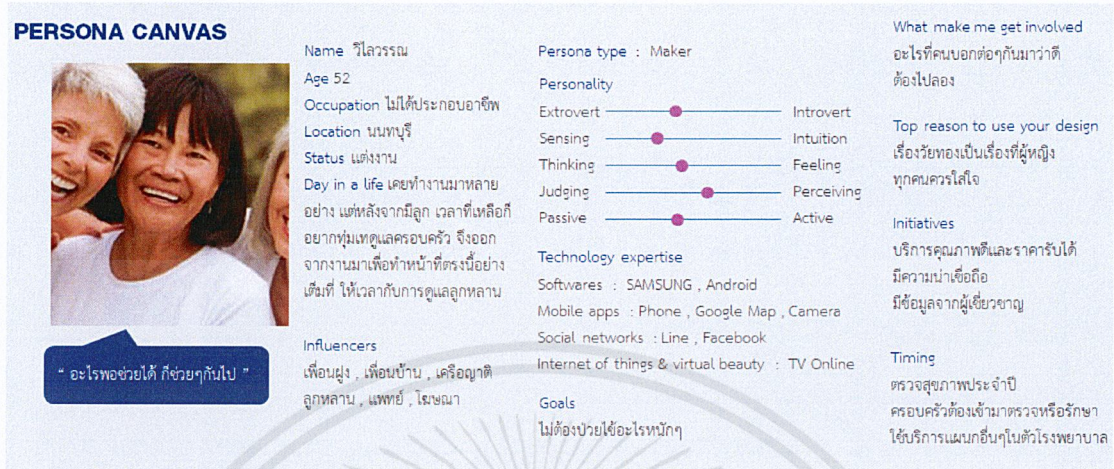 PERSONA CANVAS
“ อะไรพอช่วยได้ ก็ช่วยๆกันไป ”
Name วิไลวรรณ
Age 52
Occupation ไม่ได้ประกอบอาชีพ
Location นนทบุรี
Status แต่งงาน
Day in a life เคยทำงานมาหลาย
อย่าง แต่หลังจากมีลูก เวลาที่เหลือก็
อยากทุ่มเทดูแลครอบครัว จึงออก
จากงานมาเพื่อทำหน้าที่ตรงนี้อย่าง
เต็มที่ ให้เวลากับการดูแลลูกหลาน
Influencers
เพื่อนฝูง , เพื่อนบ้าน , เครือญาติ
ลูกหลาน , แพทย์ , โฆษณา
Persona type : Maker
Personality
Extrovert Introvert
Sensing Intuition
Thinking Feeling
Judging Perceiving
Passive Active
Technology expertise
Softwares : SAMSUNG , Android
Mobile apps : Phone , Google Map , Camera
Social networks : Line , Facebook
Internet of things & virtual beauty : TV Online
Goals
ไม่ต้องป่วยไข้อะไรหนักๆ
What make me get involved
อะไรที่คนบอกต่อๆกันมาว่าดี
ต้องไปลอง
Top reason to use your design
เรื่องวัยทองเป็นเรื่องที่ผู้หญิง
ทุกคนควรใส่ใจ
Initiatives
บริการคุณภาพดีและราคารับได้
มีความน่าเชื่อถือ
มีข้อมูลจากผู้เชี่ยวชาญ
Timing
ตรวจสุขภาพประจำปี
ครอบครัวต้องเข้ามาตรวจหรือรักษา
ใช้บริการแผนกอื่นๆในตัวโรงพยาบาล